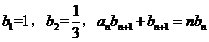 b₁=1， b₂=1/3， aₙbₙ₊₁+bₙ₊₁=nbₙ